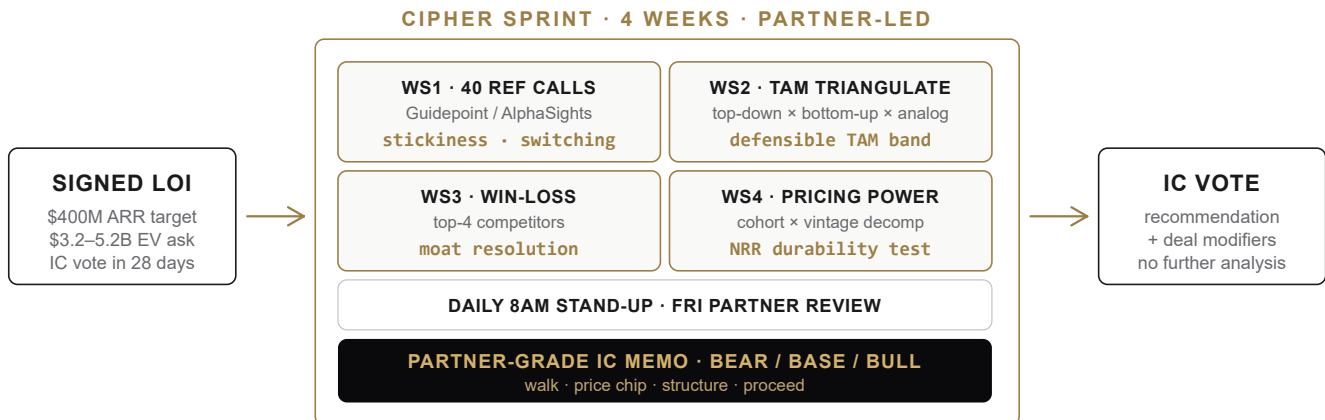 CIPHER SPRINT · 4 WEEKS · PARTNER-LED
SIGNED LOI
$400M ARR target
$3.2–5.2B EV ask
IC vote in 28 days
WS1 · 40 REF CALLS
Guidepoint / AlphaSights
stickiness · switching
WS2 · TAM TRIANGULATE
top-down × bottom-up × analog
defensible TAM band
WS3 · WIN-LOSS
top-4 competitors
moat resolution
WS4 · PRICING POWER
cohort × vintage decomp
NRR durability test
DAILY 8AM STAND-UP · FRI PARTNER REVIEW
PARTNER-GRADE IC MEMO · BEAR / BASE / BULL
walk · price chip · structure · proceed
IC VOTE
recommendation
+ deal modifiers
no further analysis